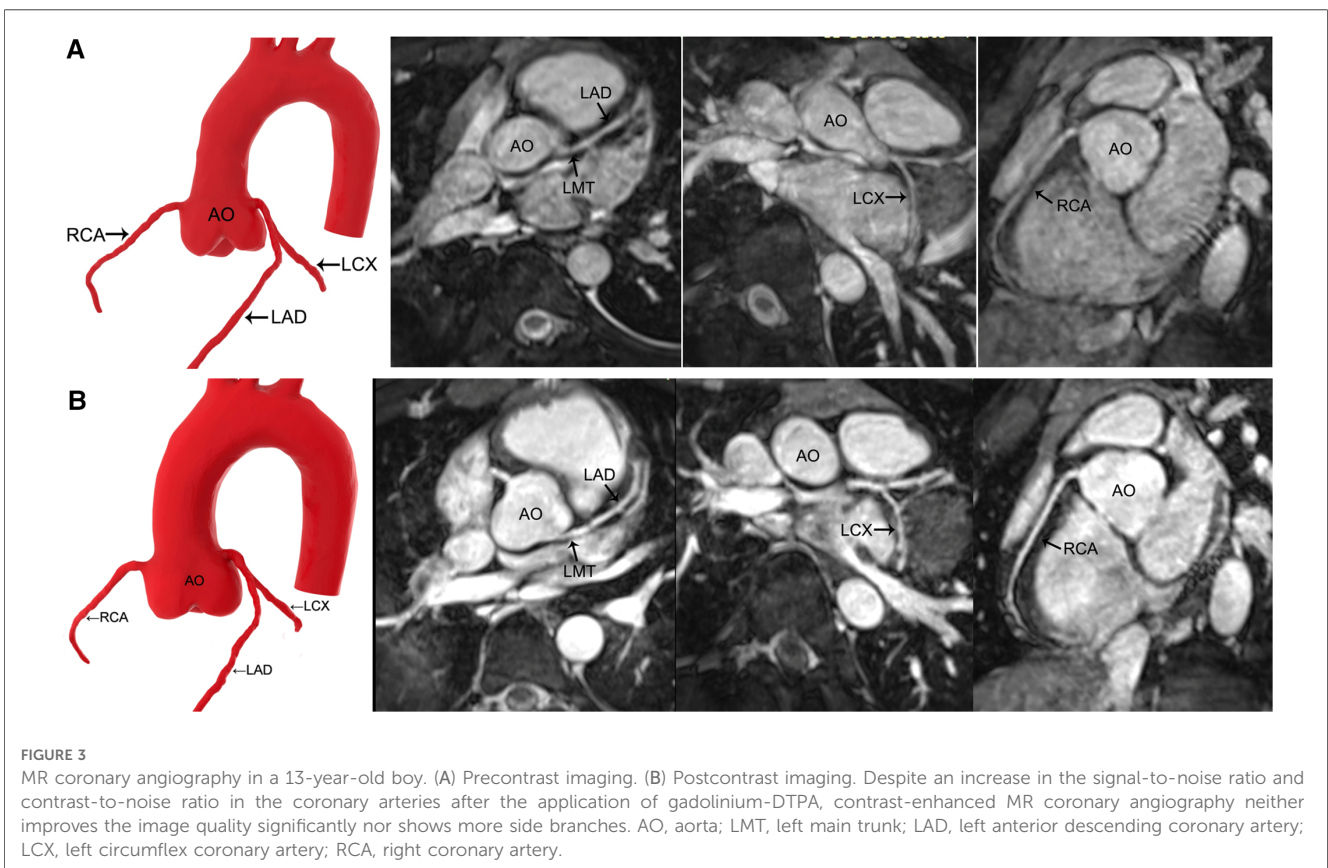 A
AO
RCA→
←LCX
←LAD
LAD
AO
LMT
AO
LCX→
AO
←RCA
B
AO
←RCA
←LCX
←LAD
LAD
AO
LMT
AO
LCX→
AO
←RCA
FIGURE 3
MR coronary angiography in a 13-year-old boy. (A) Precontrast imaging. (B) Postcontrast imaging. Despite an increase in the signal-to-noise ratio and
contrast-to-noise ratio in the coronary arteries after the application of gadolinium-DTPA, contrast-enhanced MR coronary angiography neither
improves the image quality significantly nor shows more side branches. AO, aorta; LMT, left main trunk; LAD, left anterior descending coronary artery;
LCX, left circumflex coronary artery; RCA, right coronary artery.